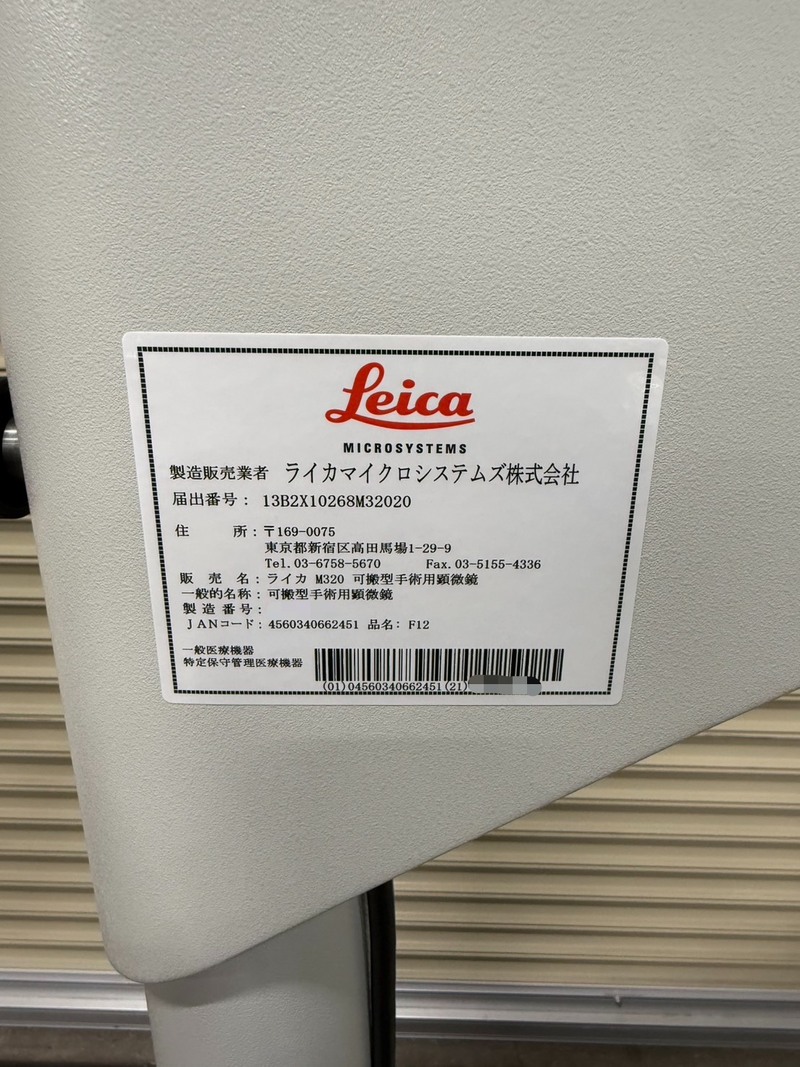 Leica
MICROSYSTEMS
製造販売業者 ライカマイクロシステムズ株式会社
届出番号： 13B2X10268M32020
住 所：〒169-0075
東京都新宿区高田馬場1-29-9
Tel.03-6758-5670 Fax.03-5155-4336
販 売 名：ライカ M320 可搬型手術用顕微鏡
一般的名称：可搬型手術用顕微鏡
製造番号：
JANコード：4560340662451 品名：F12
一般医療機器
特定保守管理医療機器
(01)04560340662451(21)